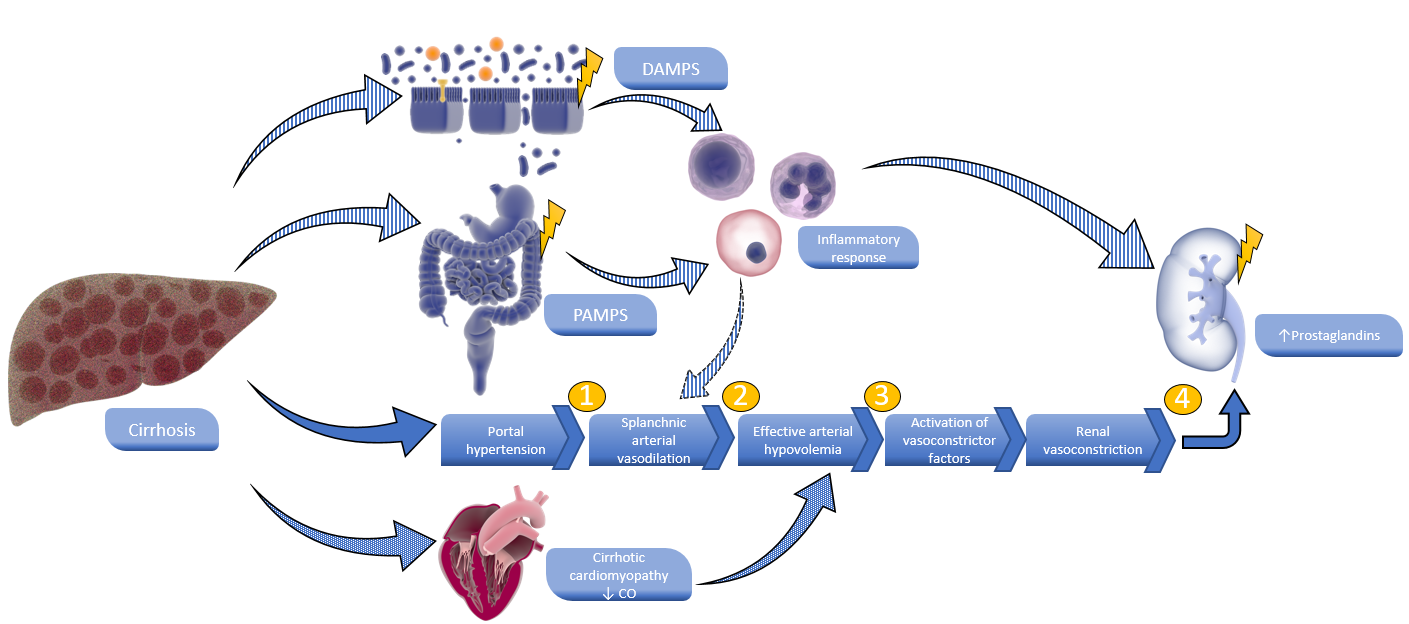 DAMPS
Inflammatory
response
PAMPS
↑Prostaglandins
Cirrhosis
1
2
3
4
Portal
hypertension
Splanchnic
arterial
vasodilation
Effective arterial
hypovolemia
Activation of
vasoconstrictor
factors
Renal
vasoconstriction
Cirrhotic
cardiomyopathy
↓ CO